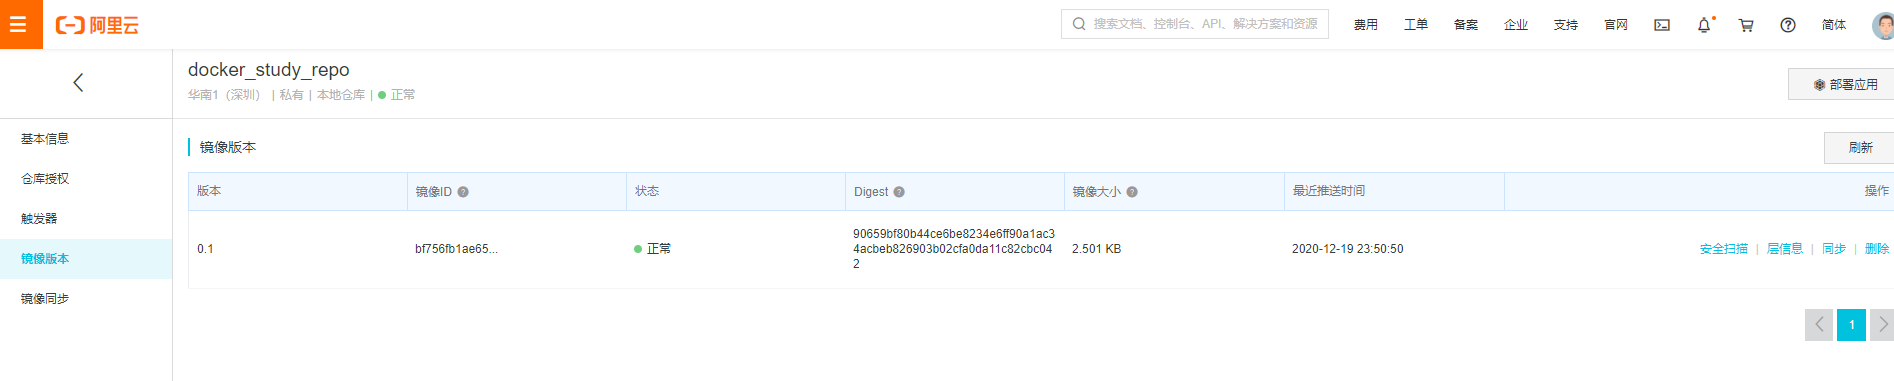 阿里云
搜索文档、控制台、API、解决方案和资源
费用 工单 备案 企业 支持 官网 简体
docker_study_repo
华南1（深圳） | 私有 | 本地仓库 | 正常
部署应用
基本信息
仓库授权
触发器
镜像版本
镜像同步
镜像版本
刷新
版本 镜像ID 状态 Digest 镜像大小 最近推送时间 操作
0.1 bf756fb1ae65... 正常
90659bf80b44ce6be8234e6ff90a1ac3
4acbeb826903b02cfa0da11c82cbc04
2
2.501 KB 2020-12-19 23:50:50 安全扫描 | 层信息 | 同步 | 删除
1